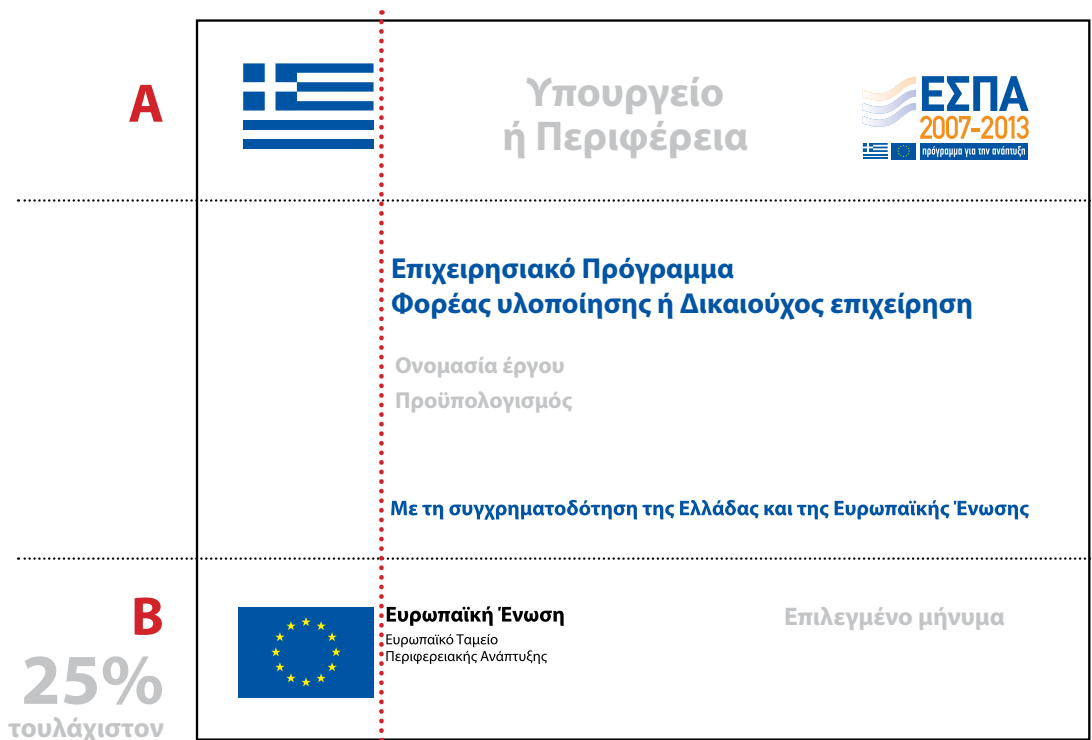 A
Υπουργείο
ή Περιφέρεια
ΕΣΠΑ
2007-2013
πρόγραμμα για την ανάπτυξη
Επιχειρησιακό Πρόγραμμα
Φορέας υλοποίησης ή Δικαιούχος επιχείρηση
Ονομασία έργου
Προϋπολογισμός
Με τη συγχρηματοδότηση της Ελλάδας και της Ευρωπαϊκής Ένωσης
B
25%
τουλάχιστον
Ευρωπαϊκή Ένωση
Ευρωπαϊκό Ταμείο
Περιφερειακής Ανάπτυξης
Επιλεγμένο μήνυμα